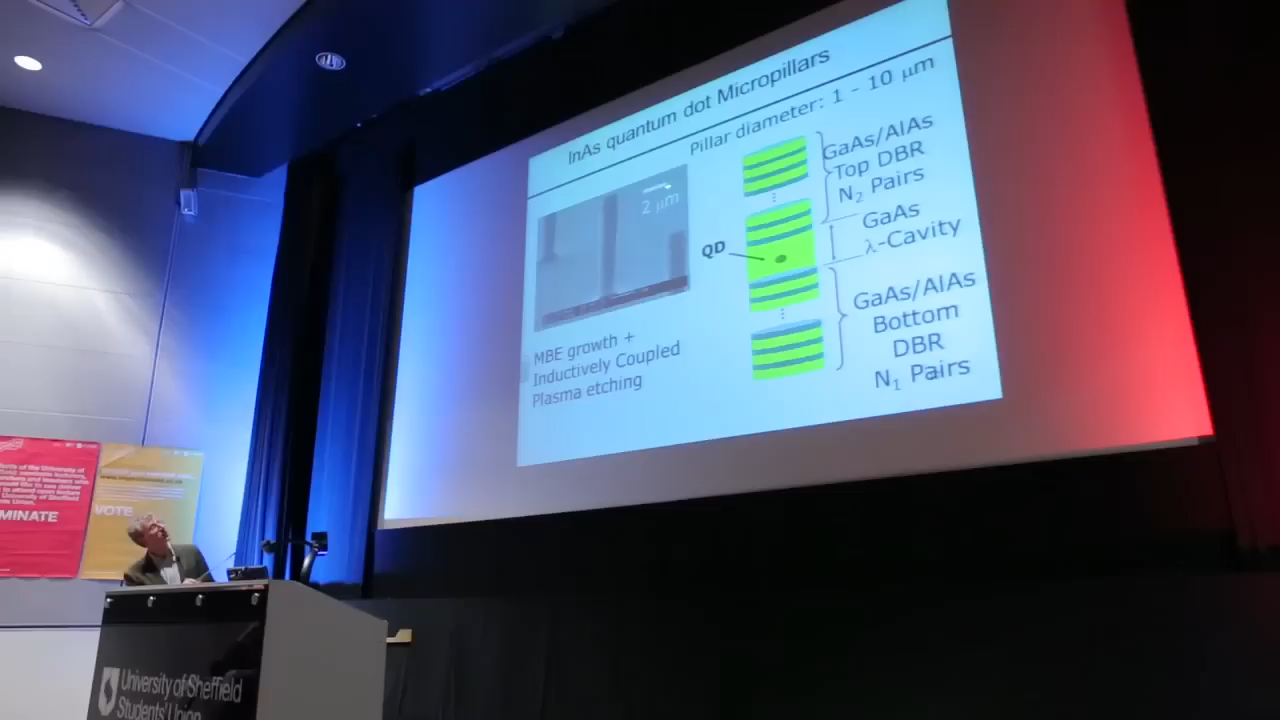 InAs quantum dot Micropillars
Pillar diameter: 1 - 10 μm
2 μm
GaAs/AlAs
Top DBR
N₂ Pairs
GaAs
λ-Cavity
QD
GaAs/AlAs
Bottom
DBR
N₁ Pairs
MBE growth +
Inductively Coupled
Plasma etching
University of Sheffield
Students' Union
MINATE
VOTE